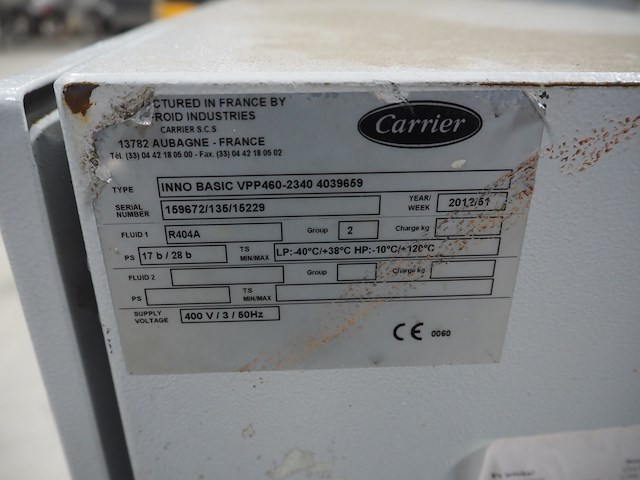 CTURED IN FRANCE BY
ROID INDUSTRIES
CARRIER S.C.S
13782 AUBAGNE - FRANCE
Tél. (33) 04 42 18 05 00 - Fax. (33) 04 42 18 05 02
Carrier
TYPE INNO BASIC VPP460-2340 4039659
SERIAL NUMBER 159672/135/15229 YEAR/ WEEK 2012/51
FLUID 1 R404A Group 2 Charge kg
PS 17 b / 28 b TS MIN/MAX LP:-40°C/+38°C HP:-10°C/+120°C
FLUID 2 Group Charge kg
PS TS MIN/MAX
SUPPLY VOLTAGE 400 V / 3 / 50Hz
CE 0060